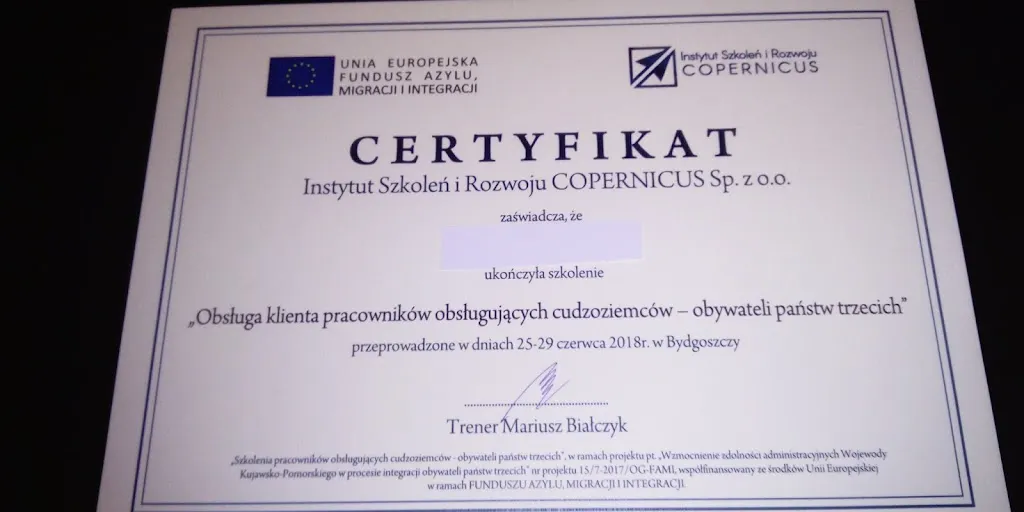 UNIA EUROPEJSKA
FUNDUSZ AZYLU,
MIGRACJI I INTEGRACJI
Instytut Szkoleń i Rozwoju
COPERNICUS
CERTYFIKAT
Instytut Szkoleń i Rozwoju COPERNICUS Sp. z o.o.
zaświadcza, że
ukończyła szkolenie
„Obsługa klienta pracowników obsługujących cudzoziemców – obywateli państw trzecich"
przeprowadzone w dniach 25-29 czerwca 2018r. w Bydgoszczy
Trener Mariusz Białczyk
„Szkolenia pracowników obsługujących cudzoziemców - obywateli państw trzecich", w ramach projektu pt. „Wzmocnienie zdolności administracyjnych Wojewody
Kujawsko-Pomorskiego w procesie integracji obywateli państw trzecich" nr projektu 15/7-2017/OG-FAMI, współfinansowany ze środków Unii Europejskiej
w ramach FUNDUSZU AZYLU, MIGRACJI I INTEGRACJI.